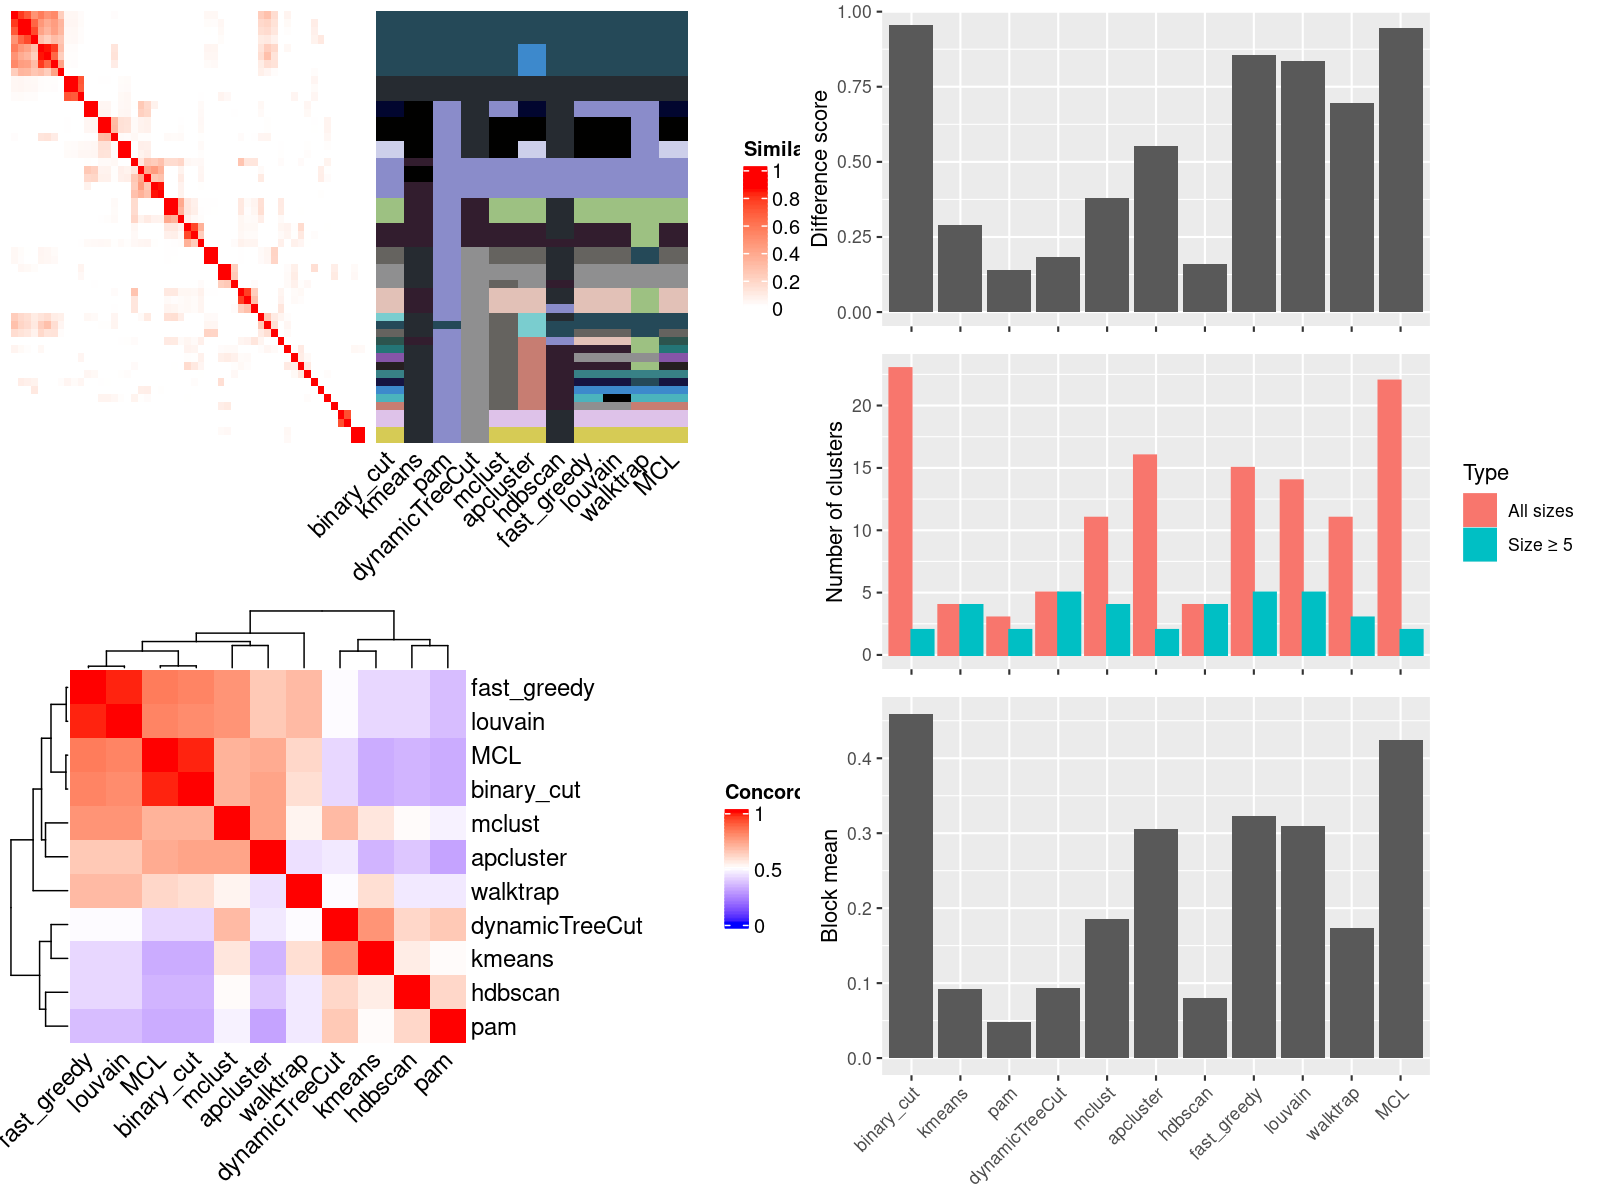 Simila
1
0.8
0.6
0.4
0.2
0
binary_cut
kmeans
pam
dynamicTreeCut
mclust
apcluster
hdbscan
fast_greedy
louvain
walktrap
MCL
fast_greedy
louvain
MCL
binary_cut
mclust
apcluster
walktrap
dynamicTreeCut
kmeans
hdbscan
pam
Concord
1
0.5
0
fast_greedy
louvain
MCL
binary_cut
mclust
apcluster
walktrap
dynamicTreeCut
kmeans
hdbscan
pam
Difference score
1.00
0.75
0.50
0.25
0.00
Number of clusters
20
15
10
5
0
Type
All sizes
Size ≥ 5
Block mean
0.4
0.3
0.2
0.1
0.0
binary_cut
kmeans
pam
dynamicTreeCut
mclust
apcluster
hdbscan
fast_greedy
louvain
walktrap
MCL